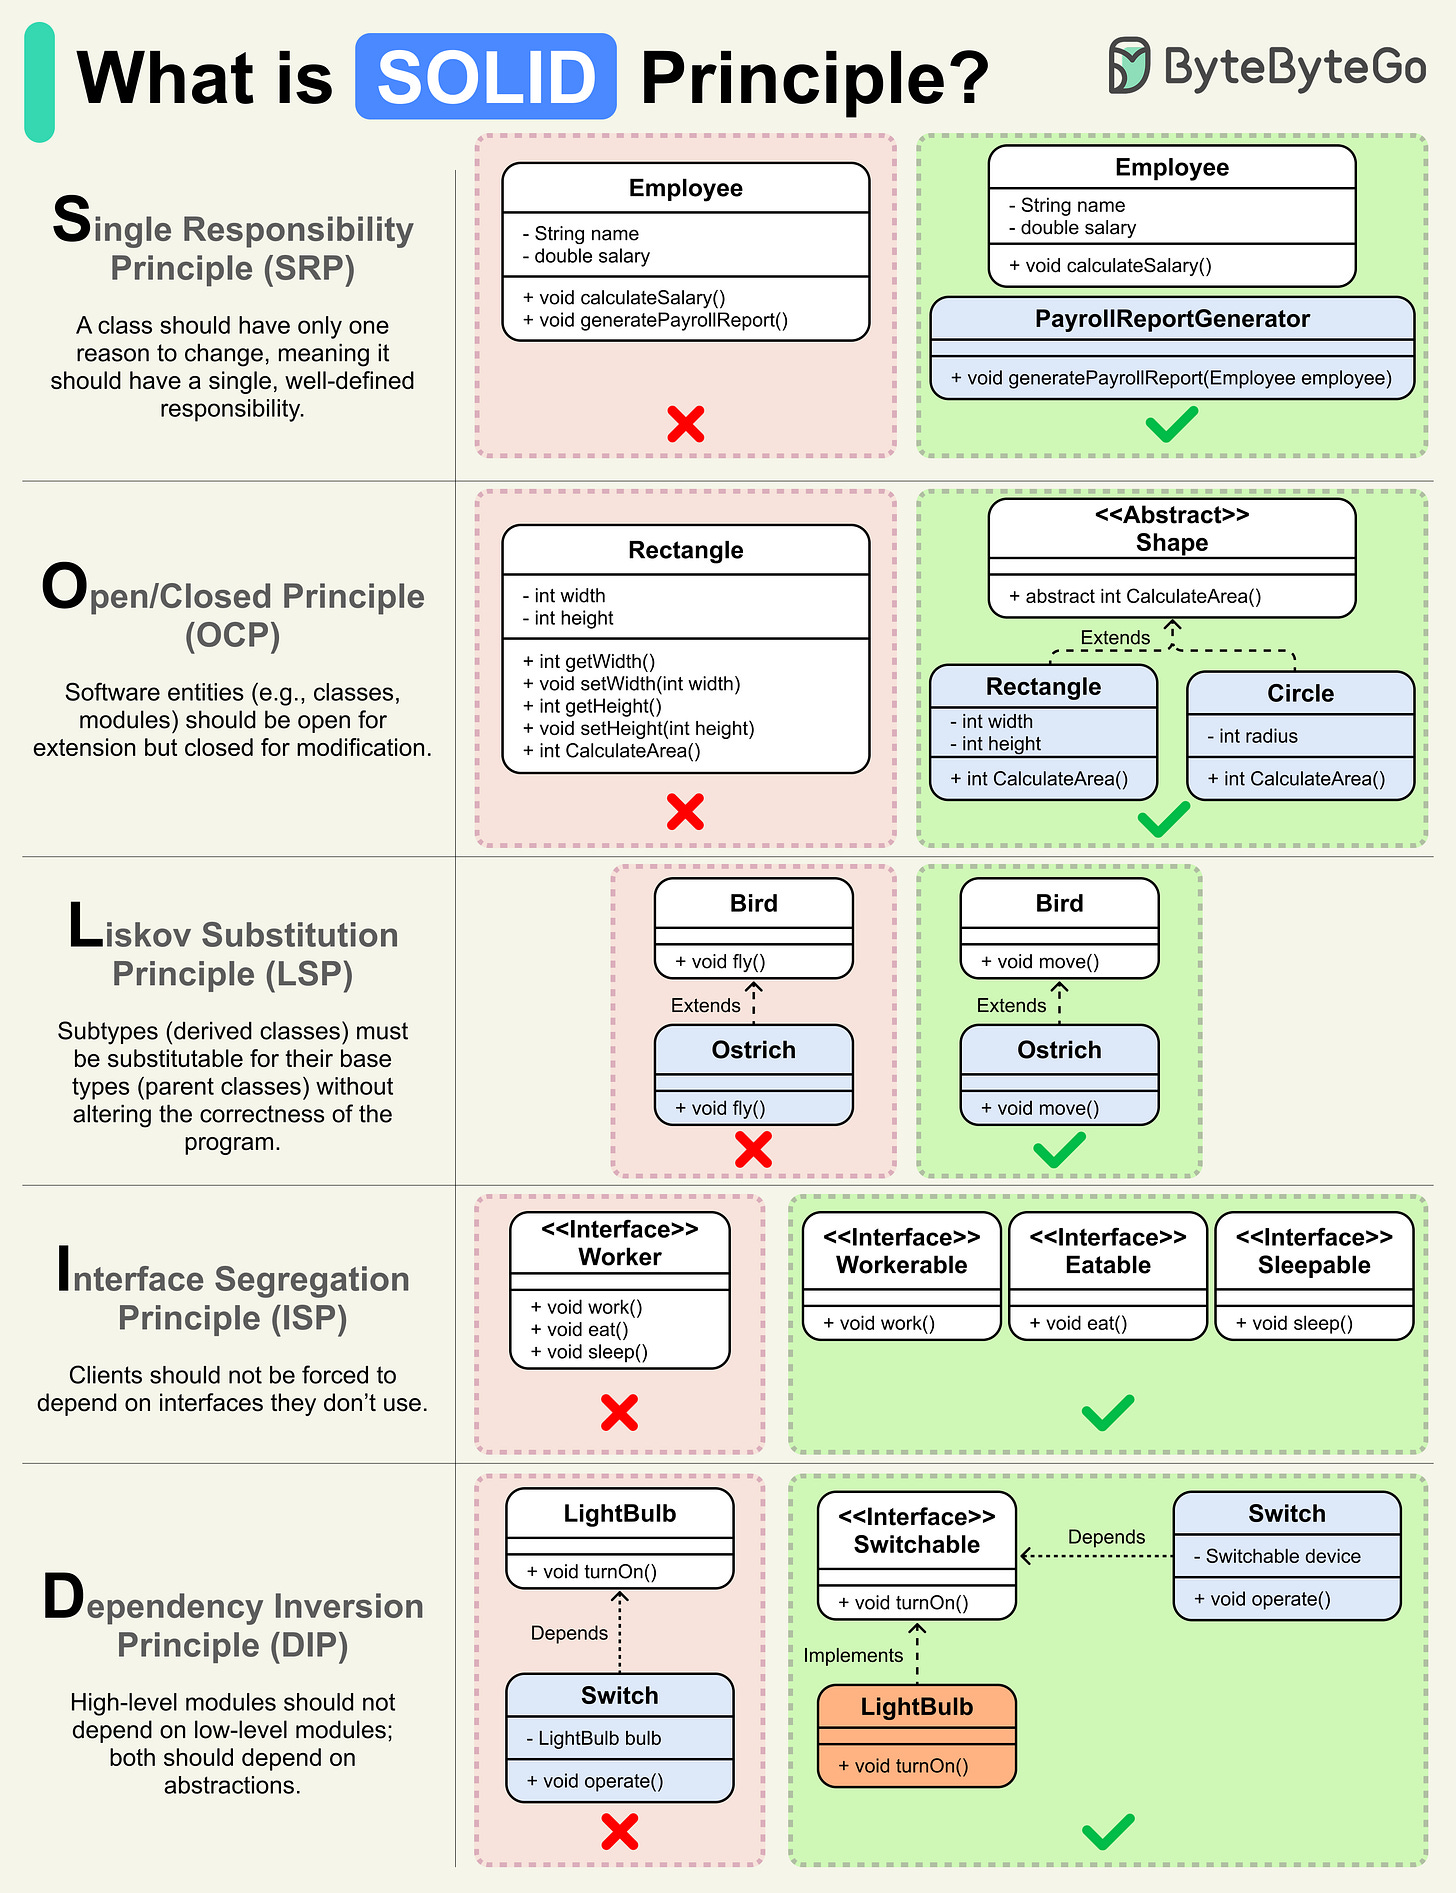 What is SOLID Principle?
ByteByteGo
Single Responsibility
Principle (SRP)
A class should have only one
reason to change, meaning it
should have a single, well-defined
responsibility.
Employee
- String name
- double salary
+ void calculateSalary()
+ void generatePayrollReport()
Employee
- String name
- double salary
+ void calculateSalary()
PayrollReportGenerator
+ void generatePayrollReport(Employee employee)
Open/Closed Principle
(OCP)
Software entities (e.g., classes,
modules) should be open for
extension but closed for modification.
Rectangle
- int width
- int height
+ int getWidth()
+ void setWidth(int width)
+ int getHeight()
+ void setHeight(int height)
+ int CalculateArea()
<<Abstract>>
Shape
+ abstract int CalculateArea()
Extends
Rectangle
- int width
- int height
+ int CalculateArea()
Circle
- int radius
+ int CalculateArea()
Liskov Substitution
Principle (LSP)
Subtypes (derived classes) must
be substitutable for their base
types (parent classes) without
altering the correctness of the
program.
Bird
+ void fly()
Extends
Ostrich
+ void fly()
Bird
+ void move()
Extends
Ostrich
+ void move()
Interface Segregation
Principle (ISP)
Clients should not be forced to
depend on interfaces they don’t use.
<<Interface>>
Worker
+ void work()
+ void eat()
+ void sleep()
<<Interface>>
Workerable
+ void work()
<<Interface>>
Eatable
+ void eat()
<<Interface>>
Sleepable
+ void sleep()
Dependency Inversion
Principle (DIP)
High-level modules should not
depend on low-level modules;
both should depend on
abstractions.
LightBulb
+ void turnOn()
Depends
Switch
- LightBulb bulb
+ void operate()
<<Interface>>
Switchable
+ void turnOn()
Depends
Switch
- Switchable device
+ void operate()
Implements
LightBulb
+ void turnOn()